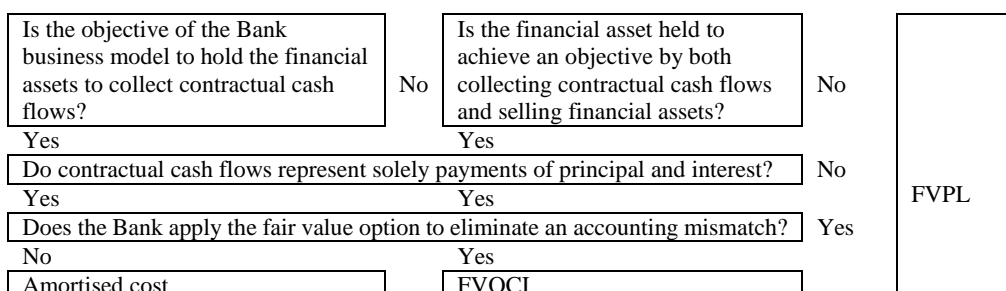 Is the objective of the Bank
business model to hold the financial
assets to collect contractual cash
flows?
No
Is the financial asset held to
achieve an objective by both
collecting contractual cash flows
and selling financial assets?
No
Yes
Yes
Do contractual cash flows represent solely payments of principal and interest?
No
Yes
Yes
FVPL
Does the Bank apply the fair value option to eliminate an accounting mismatch?
Yes
No
Yes
Amortised cost
FVOCI